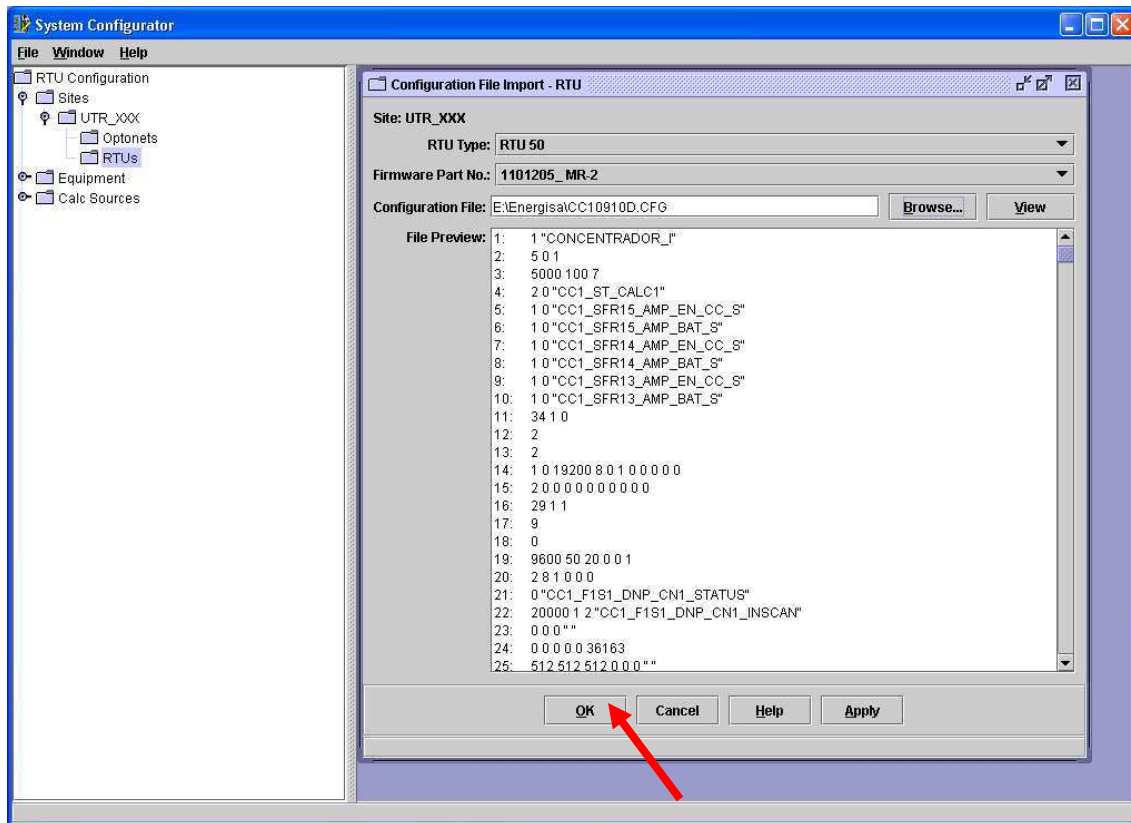 System Configurator
File Window Help
RTU Configuration
Sites
UTR_XXX
Optonets
RTUs
Equipment
Calc Sources
Configuration File Import - RTU
Site: UTR_XXX
RTU Type: RTU 50
Firmware Part No.: 1101205_ MR-2
Configuration File: E:\Energisa\CC10910D.CFG Browse... View
File Preview:
1: 1 "CONCENTRADOR_I"
2: 5 0 1
3: 5000 100 7
4: 2 0 "CC1_ST_CALC1"
5: 1 0 "CC1_SFR15_AMP_EN_CC_S"
6: 1 0 "CC1_SFR15_AMP_BAT_S"
7: 1 0 "CC1_SFR14_AMP_EN_CC_S"
8: 1 0 "CC1_SFR14_AMP_BAT_S"
9: 1 0 "CC1_SFR13_AMP_EN_CC_S"
10: 1 0 "CC1_SFR13_AMP_BAT_S"
11: 34 1 0
12: 2
13: 2
14: 1 0 19200 8 0 1 0 0 0 0 0
15: 2 0 0 0 0 0 0 0 0 0 0
16: 29 1 1
17: 9
18: 0
19: 9600 50 20 0 0 1
20: 2 8 1 0 0 0
21: 0 "CC1_F1S1_DNP_CN1_STATUS"
22: 20000 1 2 "CC1_F1S1_DNP_CN1_INSCAN"
23: 0 0 0 " "
24: 0 0 0 0 0 36163
25: 512 512 512 0 0 0 " "
OK Cancel Help Apply